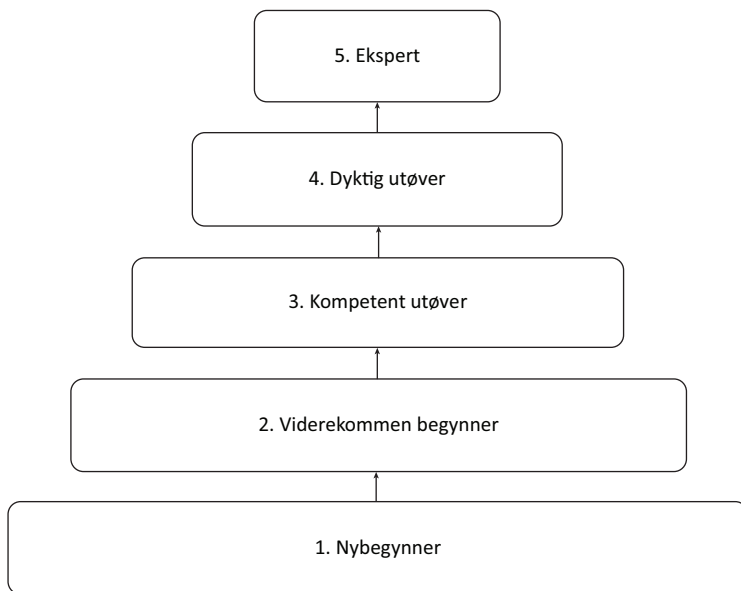 5. Ekspert
4. Dyktig utøver
3. Kompetent utøver
2. Viderekommen begynner
1. Nybegynner